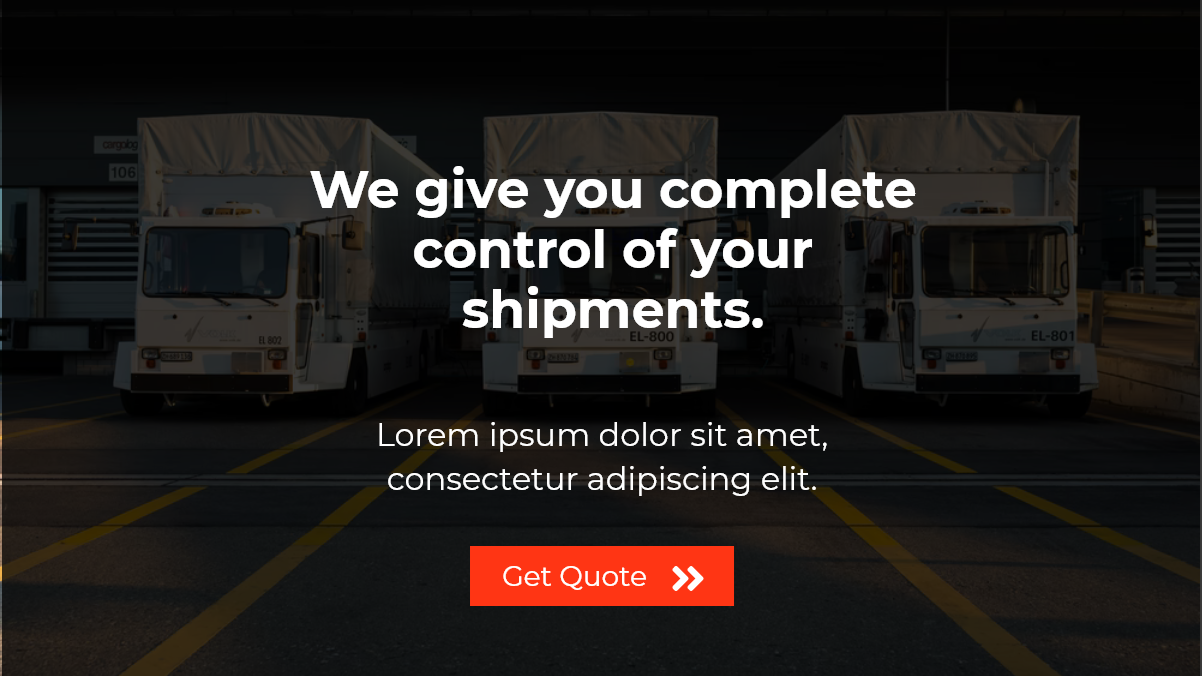 cargolog
106
We give you complete
control of your
shipments.
EL 802
EL-800
EL-801
Lorem ipsum dolor sit amet,
consectetur adipiscing elit.
Get Quote